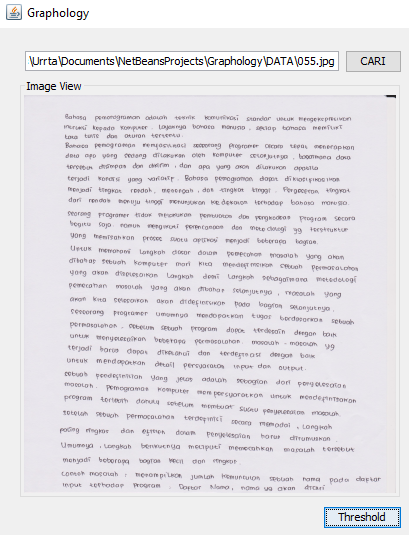 Graphology
\Urrta\Documents\NetBeansProjects\Graphology\DATA\055.jpg
CARI
Image View
Bahasa pemrograman adalah teknik komunikasi standar untuk mengekspresikan
instruksi kepada komputer. Layaknya bahasa manusia, setiap bahasa memiliki
tata tulis dan aturan tertentu.
Bahasa pemrograman memfasilitasi seseorang programer secara tepat menetapkan
data apa yang sedang dilakukan oleh komputer selanjutnya, bagaimana data
tersebut disimpan dan dikirim, dan apa yang akan dilakukan apabila
terjadi kondisi yang variatif. Bahasa pemrograman dapat diklasifikasikan
menjadi tingkat rendah, menengah, dan tingkat tinggi. Pergeseran tingkat
dari rendah menuju tinggi menunjukkan kedekatan terhadap bahasa manusia.
Seorang programer tidak melakukan pembuatan dan pengkodean program secara
begitu saja namun mengikuti perencanaan dan metodologi yg terstruktur
yang memisahkan proses suatu aplikasi menjadi beberapa bagian.
Untuk memahami langkah dasar dalam pemecahan masalah yang akan
dibahas sebuah komputer mari kita mendefinisikan sebuah permasalahan
yang akan diselesaikan langkah demi langkah sebagaimana metodologi
pemecahan masalah yang akan dibahas selanjutnya, masalah yang
akan kita selesaikan akan didefinisikan pada bagian selanjutnya.
Seseorang programer umumnya mendapatkan tugas berdasarkan sebuah
permasalahan. sebelum sebuah program dapat terdesain dengan baik
untuk menyelesaikan beberapa permasalahan. masalah-masalah yg
terjadi harus dapat diketahui dan terdefinisi dengan baik
untuk mendapatkan detail persyaratan input dan output.
sebuah pendefinisian yang jelas adalah sebagian dari penyelesaian
masalah. pemrograman komputer mempersyaratkan untuk mendefinisikan
program terlebih dahulu sebelum membuat suatu penyelesaian masalah.
setelah sebuah permasalahan terdefinisi secara memadai, langkah
paling ringkas dan efisien dalam penyelesaian harus dirumuskan.
Umumnya, langkah berikutnya meliputi memecahkan masalah tersebut
menjadi beberapa bagian kecil dan ringkas
contoh masalah : menampilkan jumlah kemunculan sebuah nama pada daftar
input terhadap program : Daftar Nama, nama yg akan dicari
Threshold